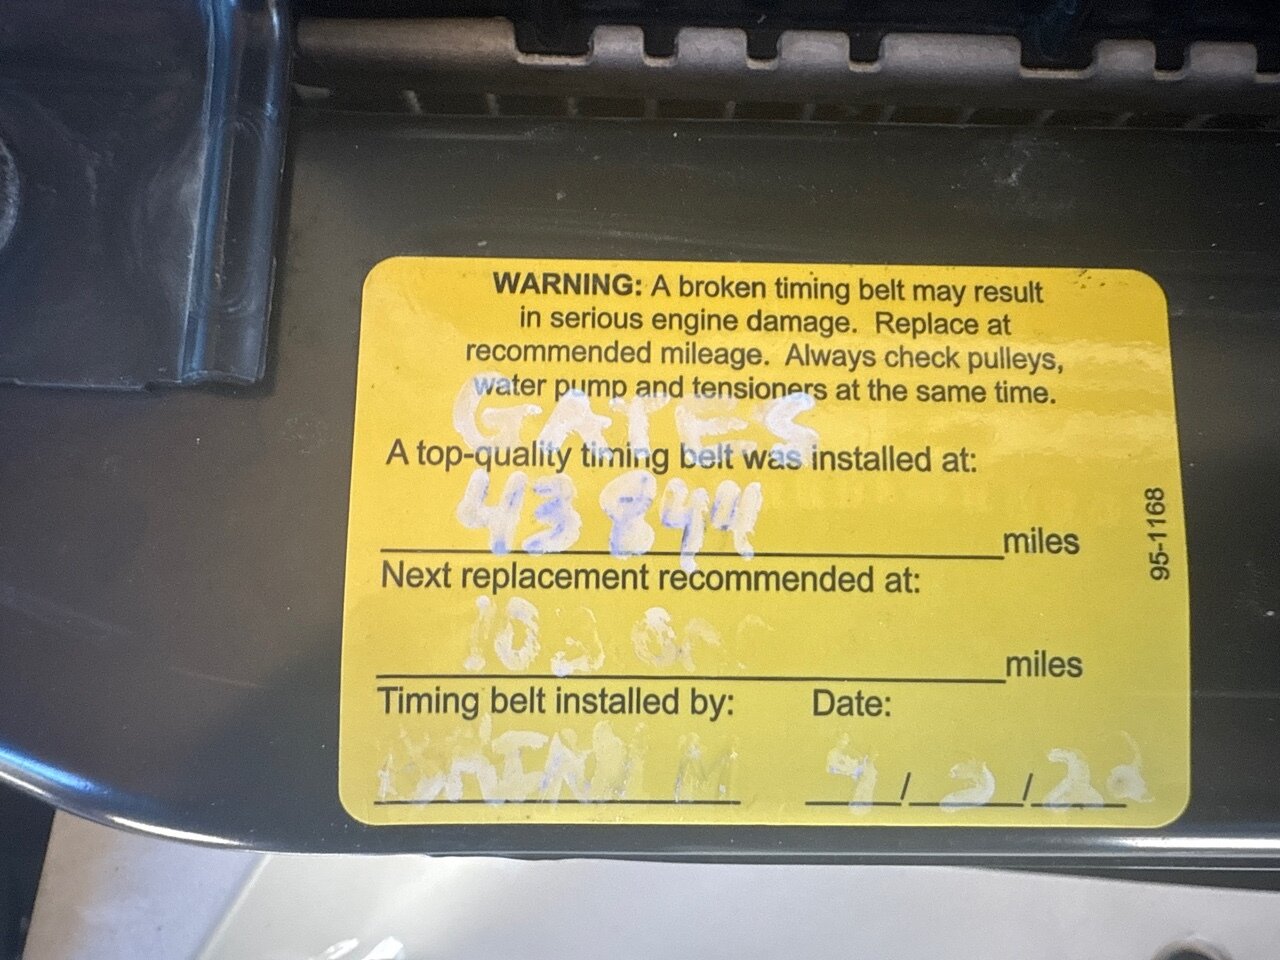 WARNING: A broken timing belt may result
in serious engine damage. Replace at
recommended mileage. Always check pulleys,
water pump and tensioners at the same time.
GATES
A top-quality timing belt was installed at:
43844
miles
95-1168
Next replacement recommended at:
miles
Timing belt installed by: Date:
/2/22